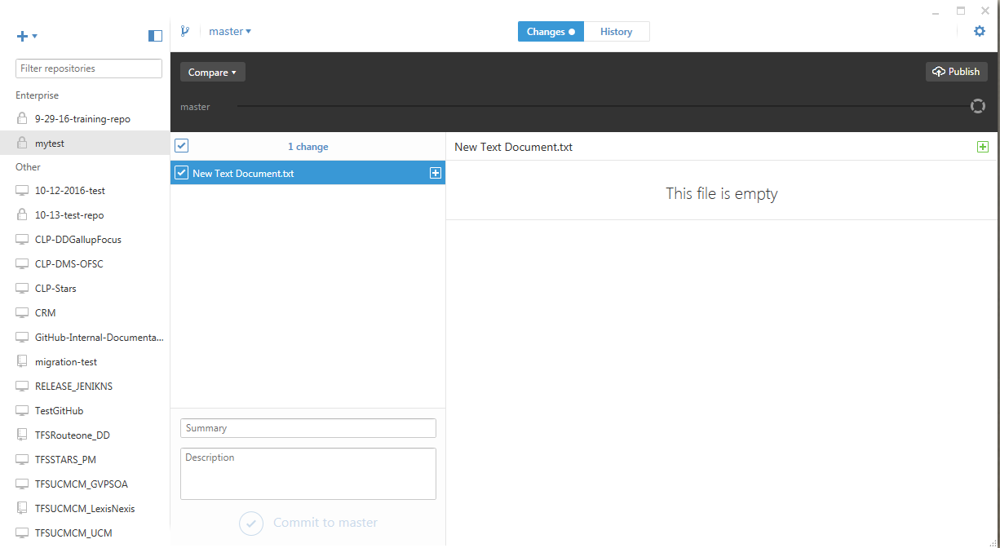 master
Changes
History
Filter repositories
Compare
Publish
Enterprise
master
9-29-16-training-repo
mytest
1 change
New Text Document.txt
Other
New Text Document.txt
10-12-2016-test
This file is empty
10-13-test-repo
CLP-DDGallupFocus
CLP-DMS-OFSC
CLP-Stars
CRM
GitHub-Internal-Documenta...
migration-test
RELEASE_JENIKNS
TestGitHub
TFSRouteone_DD
TFSSTARS_PM
TFSUCMCM_GVPSOA
TFSUCMCM_LexisNexis
TFSUCMCM_UCM
Summary
Description
Commit to master